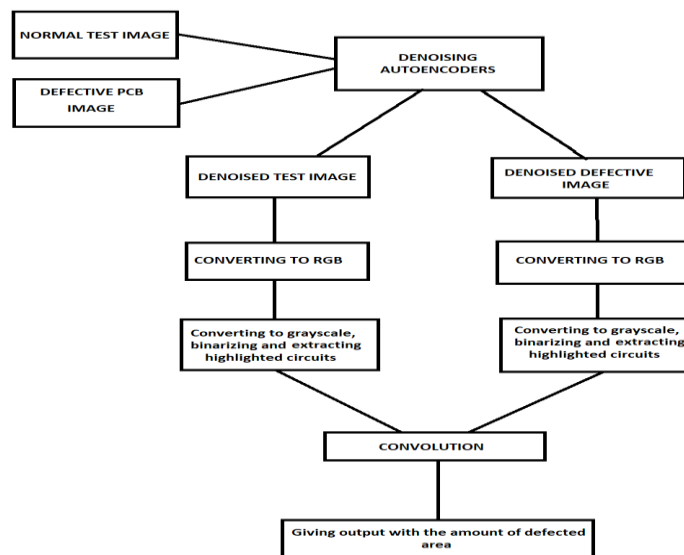 NORMAL TEST IMAGE
DENOISING
AUTOENCODERS
DEFECTIVE PCB
IMAGE
DENOISED TEST IMAGE
DENOISED DEFECTIVE
IMAGE
CONVERTING TO RGB
CONVERTING TO RGB
Converting to grayscale,
binarizing and extracting
highlighted circuits
Converting to grayscale,
binarizing and extracting
highlighted circuits
CONVOLUTION
Giving output with the amount of defected
area